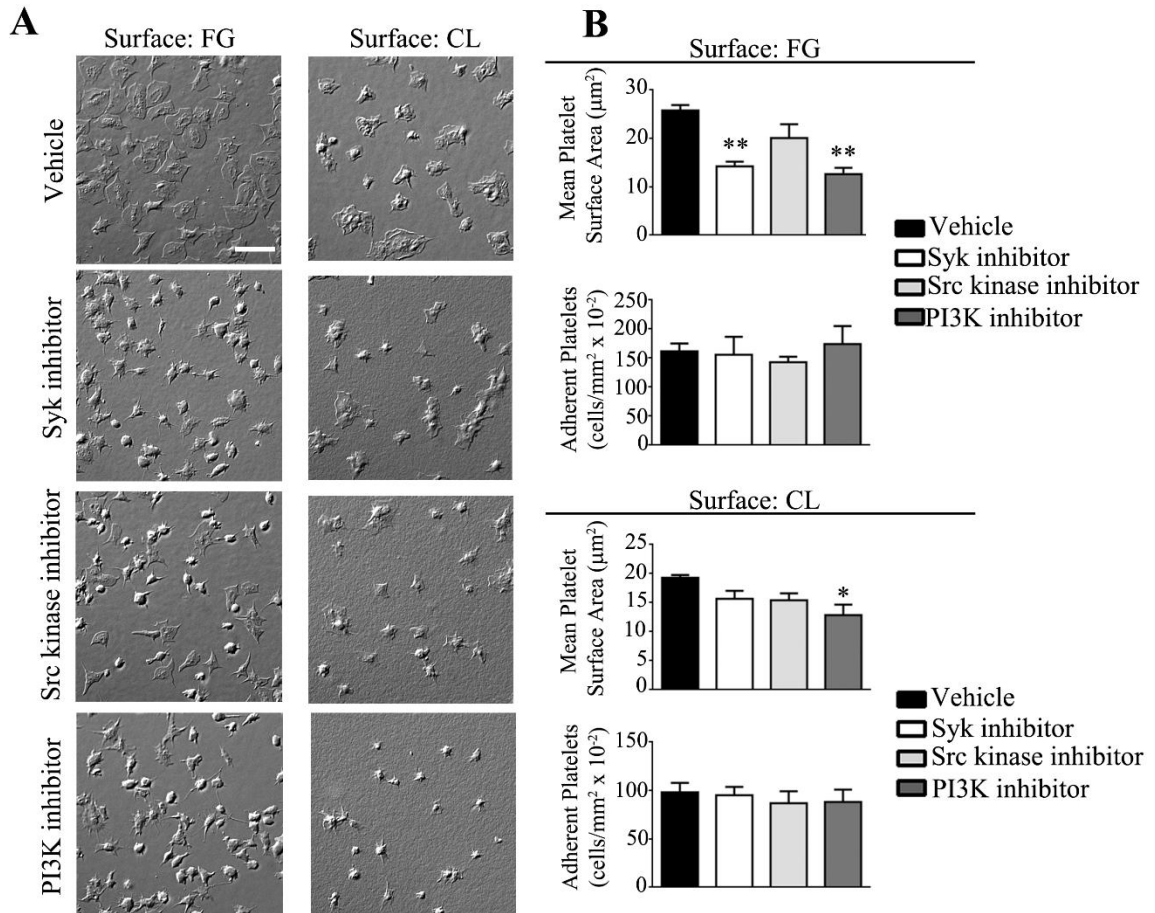 A
Surface: FG
Surface: CL
Vehicle
Syk inhibitor
Src kinase inhibitor
PI3K inhibitor
B
Surface: FG
Mean Platelet
Surface Area (µm²)
30
20
10
0
**
**
Adherent Platelets
(cells/mm² x 10⁻²)
250
200
150
100
50
0
Vehicle
Syk inhibitor
Src kinase inhibitor
PI3K inhibitor
Surface: CL
Mean Platelet
Surface Area (µm²)
25
20
15
10
5
0
*
Adherent Platelets
(cells/mm² x 10⁻²)
150
100
50
0
Vehicle
Syk inhibitor
Src kinase inhibitor
PI3K inhibitor